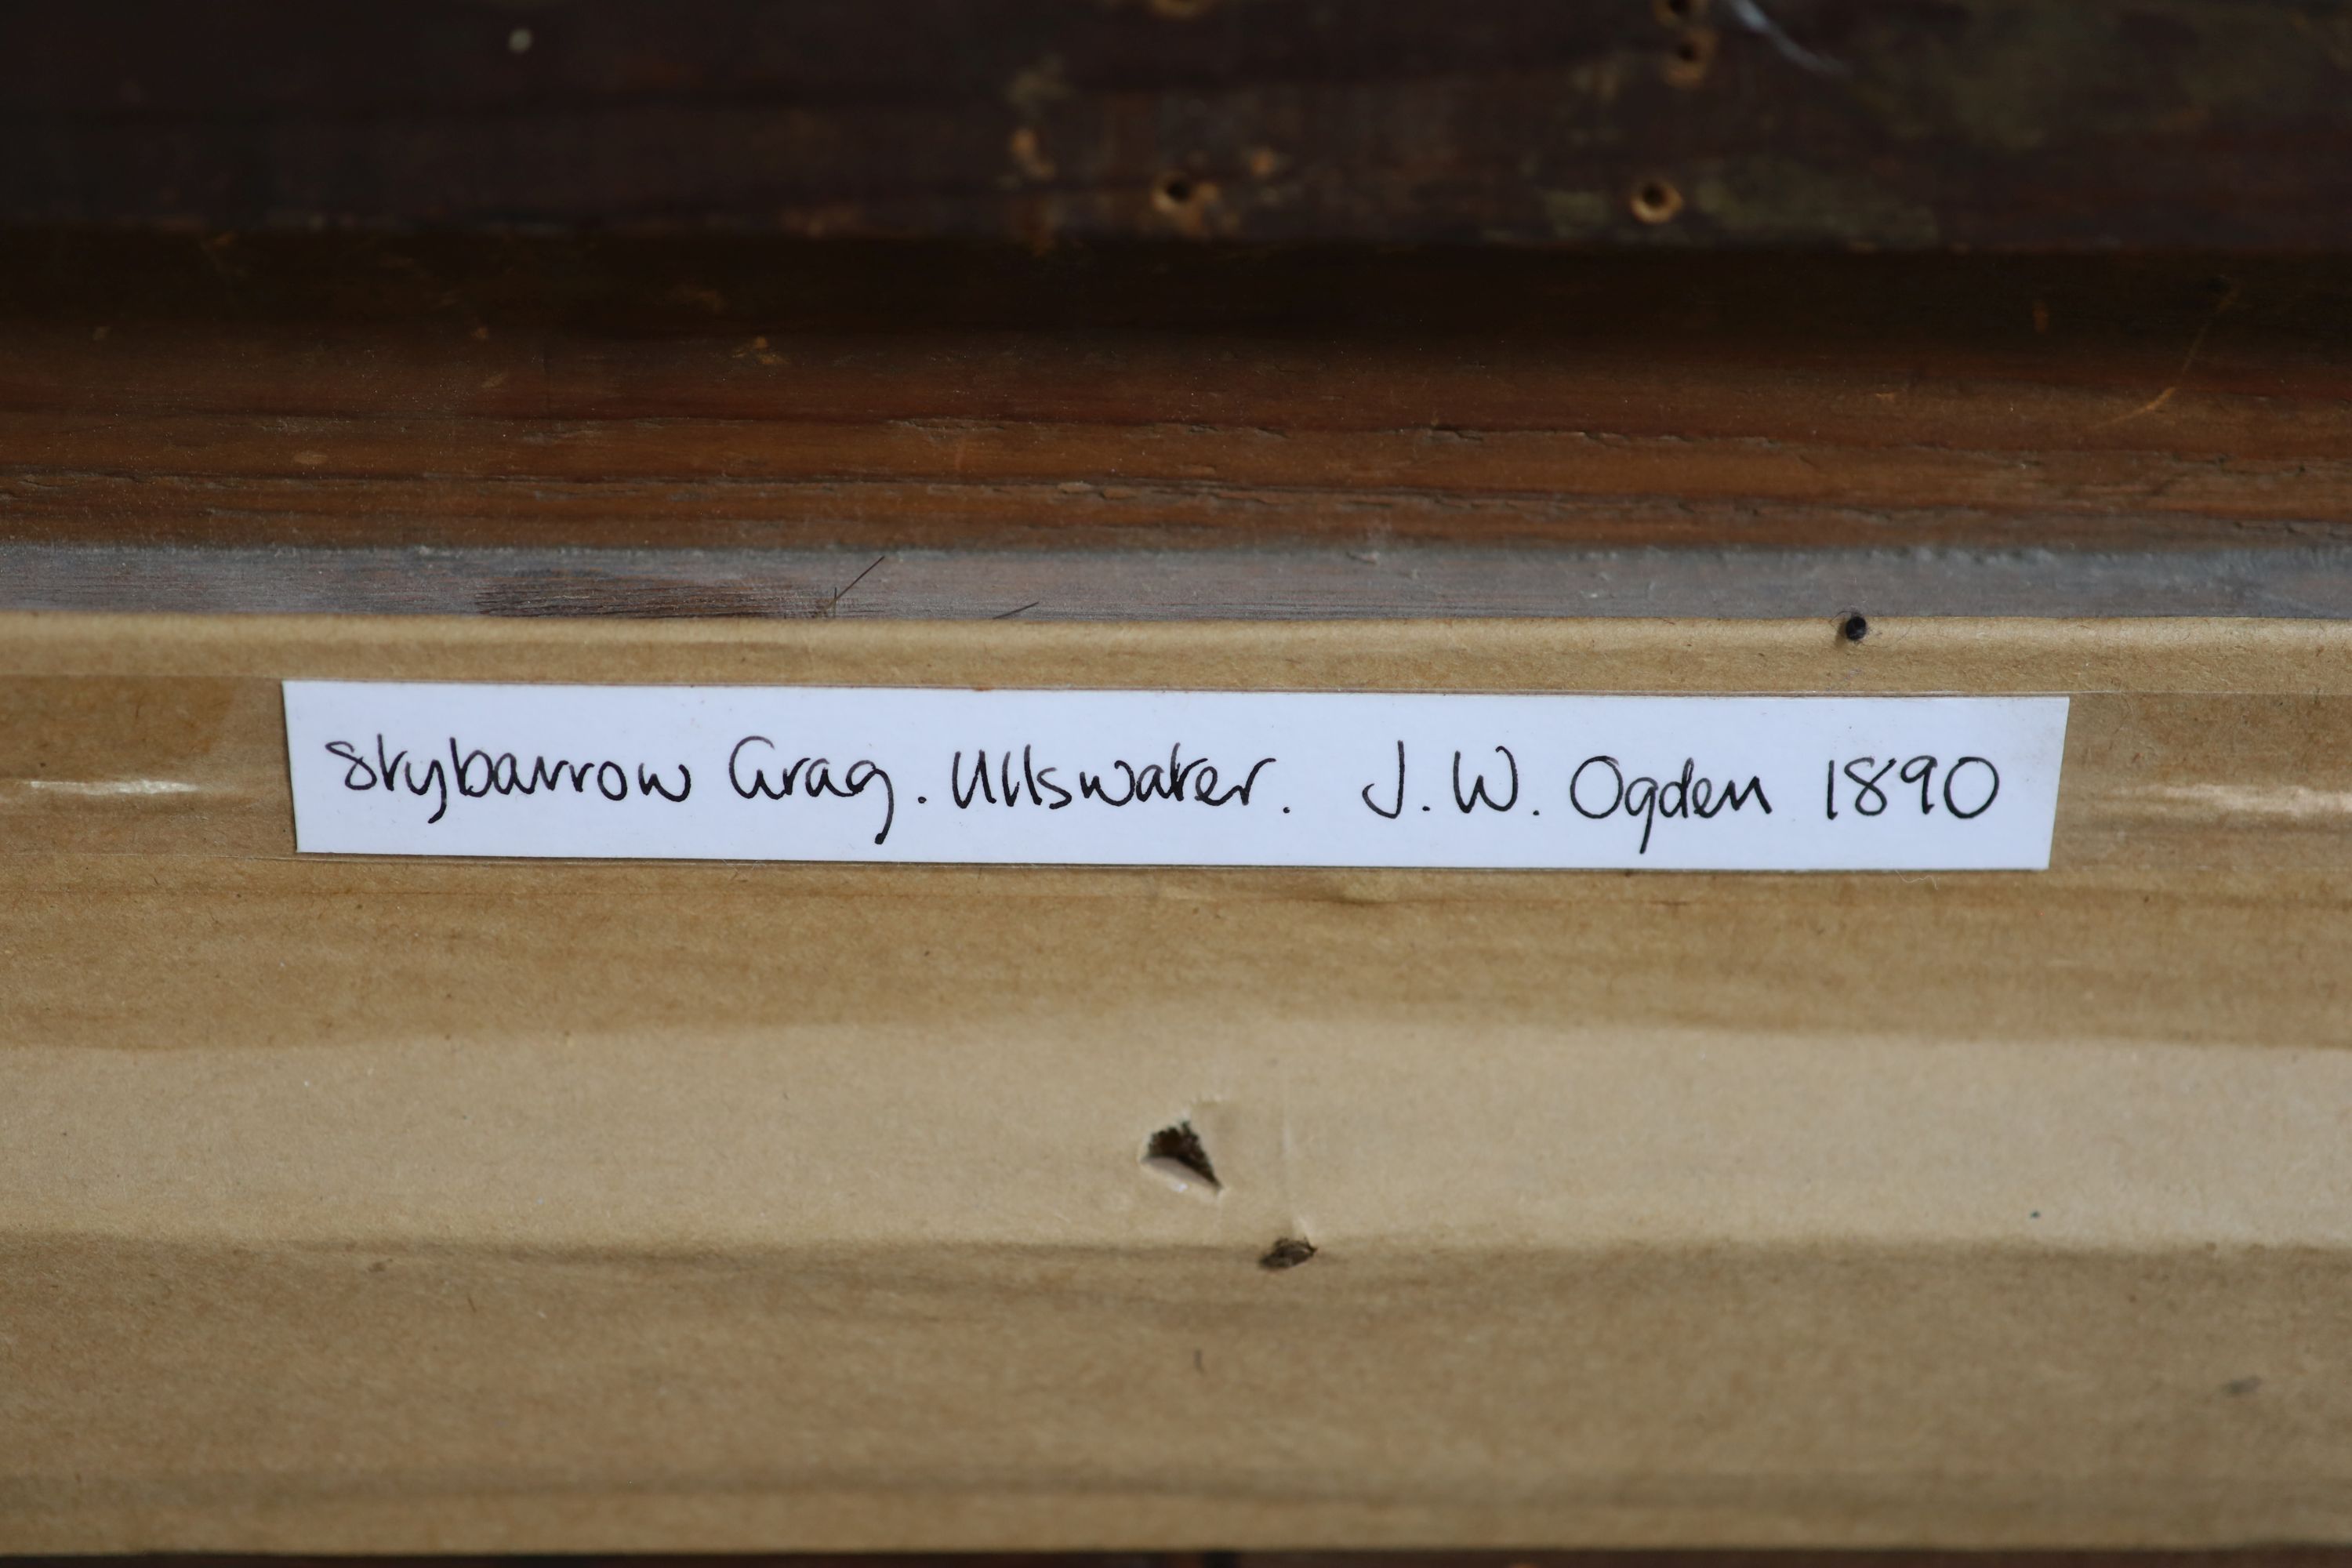 Skybarrow Crag. Ullswater. J.W. Ogden 1890